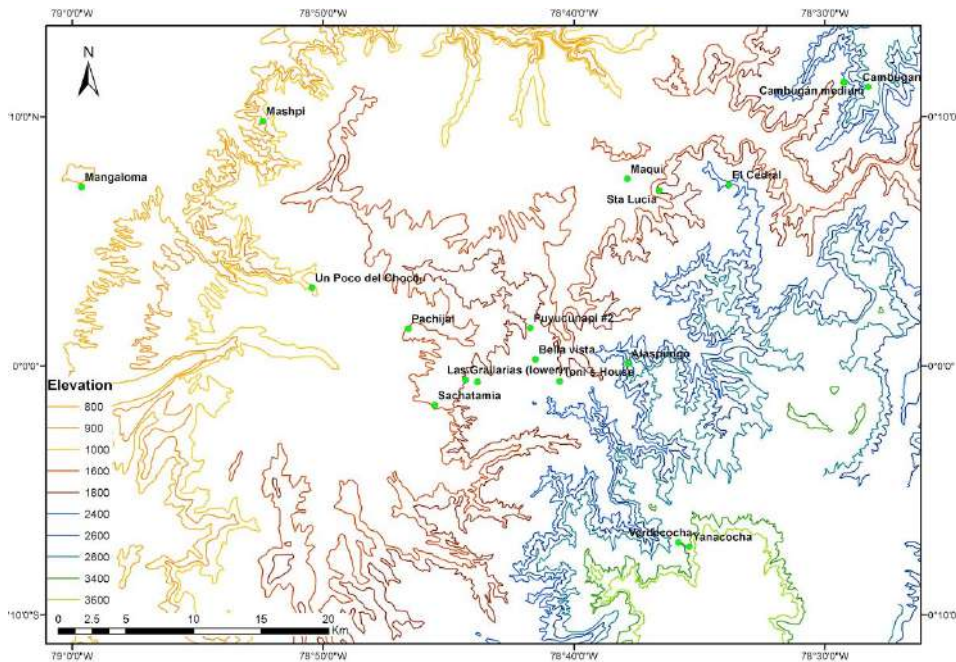 79°0'0"W 78°50'0"W 78°40'0"W 78°30'0"W
N
Cambugan
Cambugán medium
Mashpi
0°10'0"N
0°10'0"
Mangaloma
Maqui
El Cedral
Sta Lucia
Un Poco del Choco
Pachijal
Puyucunapi #2
Bella vista
Alaspungo
0°0'0"
0°0'0"
Las Grallarias (lower)
Toni's House
Sachatamia
Elevation
800
900
1000
1600
1800
2400
2600
2800
3400
3600
Verdecocha
Yanacocha
°10'0"S
0°10'0"
0 2.5 5 10 15 20
Km
79°0'0"W 78°50'0"W 78°40'0"W 78°30'0"W